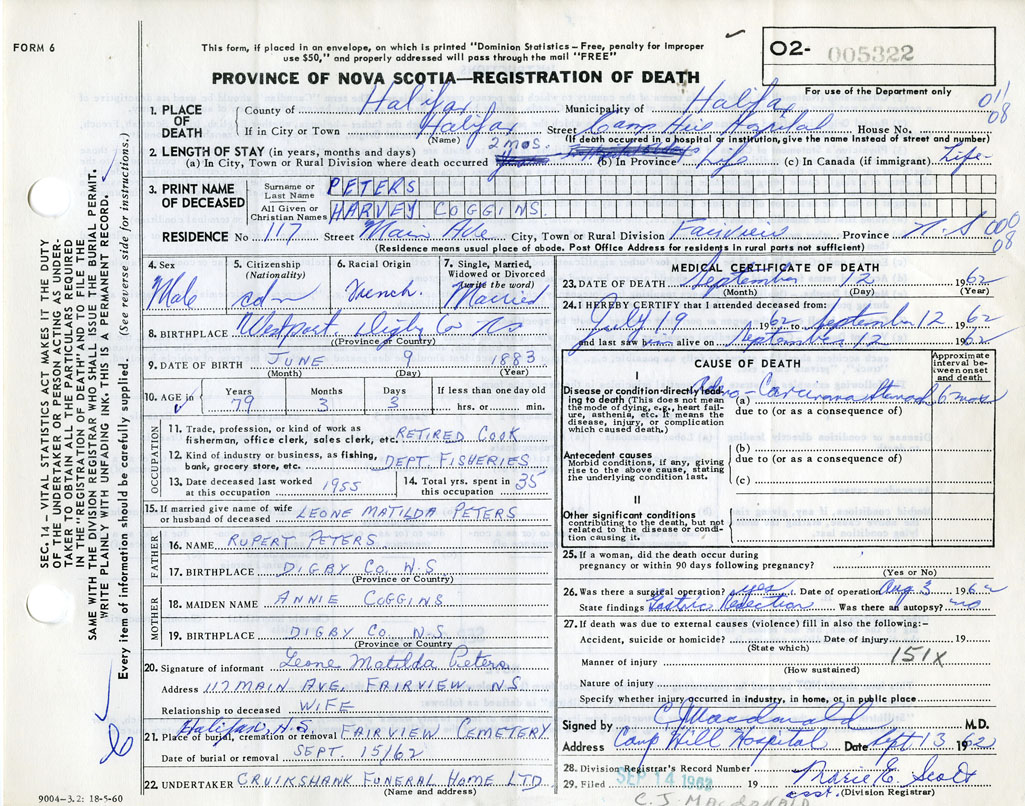 FORM 6
This form, if placed in an envelope, on which is printed "Dominion Statistics – Free, penalty for improper
use $50," and properly addressed will pass through the mail "FREE"
O2- 005322
PROVINCE OF NOVA SCOTIA—REGISTRATION OF DEATH
For use of the Department only
011
08
1. PLACE OF DEATH
County of Halifax Municipality of Halifax
If in City or Town Halifax Street Camp Hill Hospital House No.
(Name) (If death occurred in a hospital or institution, give the name instead of street and number)
2. LENGTH OF STAY (in years, months and days) 2 mos.
(a) In City, Town or Rural Division where death occurred (b) In Province Life (c) In Canada (if immigrant) Life
3. PRINT NAME OF DECEASED
Surname or Last Name PETERS
All Given or Christian Names HARVEY COGGINS.
RESIDENCE No 117 Street Main Ave City, Town or Rural Division Fairview Province N.S 000
08
(Residence means usual place of abode. Post Office Address for residents in rural parts not sufficient)
4. Sex Male
5. Citizenship (Nationality) cdn
6. Racial Origin French
7. Single, Married, Widowed or Divorced (write the word) Married
8. BIRTHPLACE Westport Digby Co NS
(Province or Country)
9. DATE OF BIRTH JUNE 9 1883
(Month) (Day) (Year)
10. AGE in Years Months Days If less than one day old
79 3 3 hrs. or min.
OCCUPATION
11. Trade, profession, or kind of work as
fisherman, office clerk, sales clerk, etc. RETIRED COOK
12. Kind of industry or business, as fishing,
bank, grocery store, etc. DEPT. FISHERIES
13. Date deceased last worked at this occupation 1955
14. Total yrs. spent in this occupation 35
15. If married give name of wife
or husband of deceased LEONE MATILDA PETERS
FATHER
16. NAME RUPERT PETERS
17. BIRTHPLACE DIGBY CO. N.S.
(Province or Country)
MOTHER
18. MAIDEN NAME ANNIE COGGINS
19. BIRTHPLACE DIGBY CO. N.S.
(Province or Country)
20. Signature of informant Leone Matilda Peters
Address 117 MAIN AVE. FAIRVIEW N.S
Relationship to deceased WIFE
Halifax, N.S.
21. Place of burial, cremation or removal FAIRVIEW CEMETERY
Date of burial or removal SEPT 15/62
22. UNDERTAKER CRUIKSHANK FUNERAL HOME LTD
(Name and address)
MEDICAL CERTIFICATE OF DEATH
23. DATE OF DEATH September 12 1962
(Month) (Day) (Year)
24. I HEREBY CERTIFY that I attended deceased from:
July 19 1962 to September 12 1962
and last saw him alive on September 12 1962
CAUSE OF DEATH
Approximate interval between onset and death
I
Disease or condition directly leading
to death (This does not mean
the mode of dying, e.g., heart failure,
asthenia, etc. It means the
disease, injury, or complication
which caused death.)
(a) Adeno-Carcinoma Stomach 6 mos
due to (or as a consequence of)
Antecedent causes
Morbid conditions, if any, giving
rise to the above cause, stating
the underlying condition last.
(b)
due to (or as a consequence of)
(c)
II
Other significant conditions
contributing to the death, but not
related to the disease or condition
causing it.
25. If a woman, did the death occur during
pregnancy or within 90 days following pregnancy?
(Yes or No)
26. Was there a surgical operation? yes Date of operation Aug 3 1962
State findings Gastric Resection Was there an autopsy? no
27. If death was due to external causes (violence) fill in also the following:–
Accident, suicide or homicide? Date of injury 19
(State which)
151X
Manner of injury
(How sustained)
Nature of injury
Specify whether injury occurred in industry, in home, or in public place
Signed by C J Macdonald M.D.
Address Camp Hill Hospital Date Sept 13 1962
28. Division Registrar's Record Number
29. Filed SEP 14 1962 Marie E. Scott
asst. (Division Registrar)
C. J. MACDONALD
SEC. 14 – VITAL STATISTICS ACT MAKES IT THE DUTY
OF THE UNDERTAKER OR PERSON ACTING AS UNDERTAKER
TO OBTAIN ALL THE PARTICULARS REQUIRED
IN THE "REGISTRATION OF DEATH" AND TO FILE THE
SAME WITH THE DIVISION REGISTRAR WHO SHALL ISSUE THE BURIAL PERMIT.
WRITE PLAINLY WITH UNFADING INK. THIS IS A PERMANENT RECORD.
Every item of information should be carefully supplied. (See reverse side for instructions.)
9004–3.2: 18-5-60